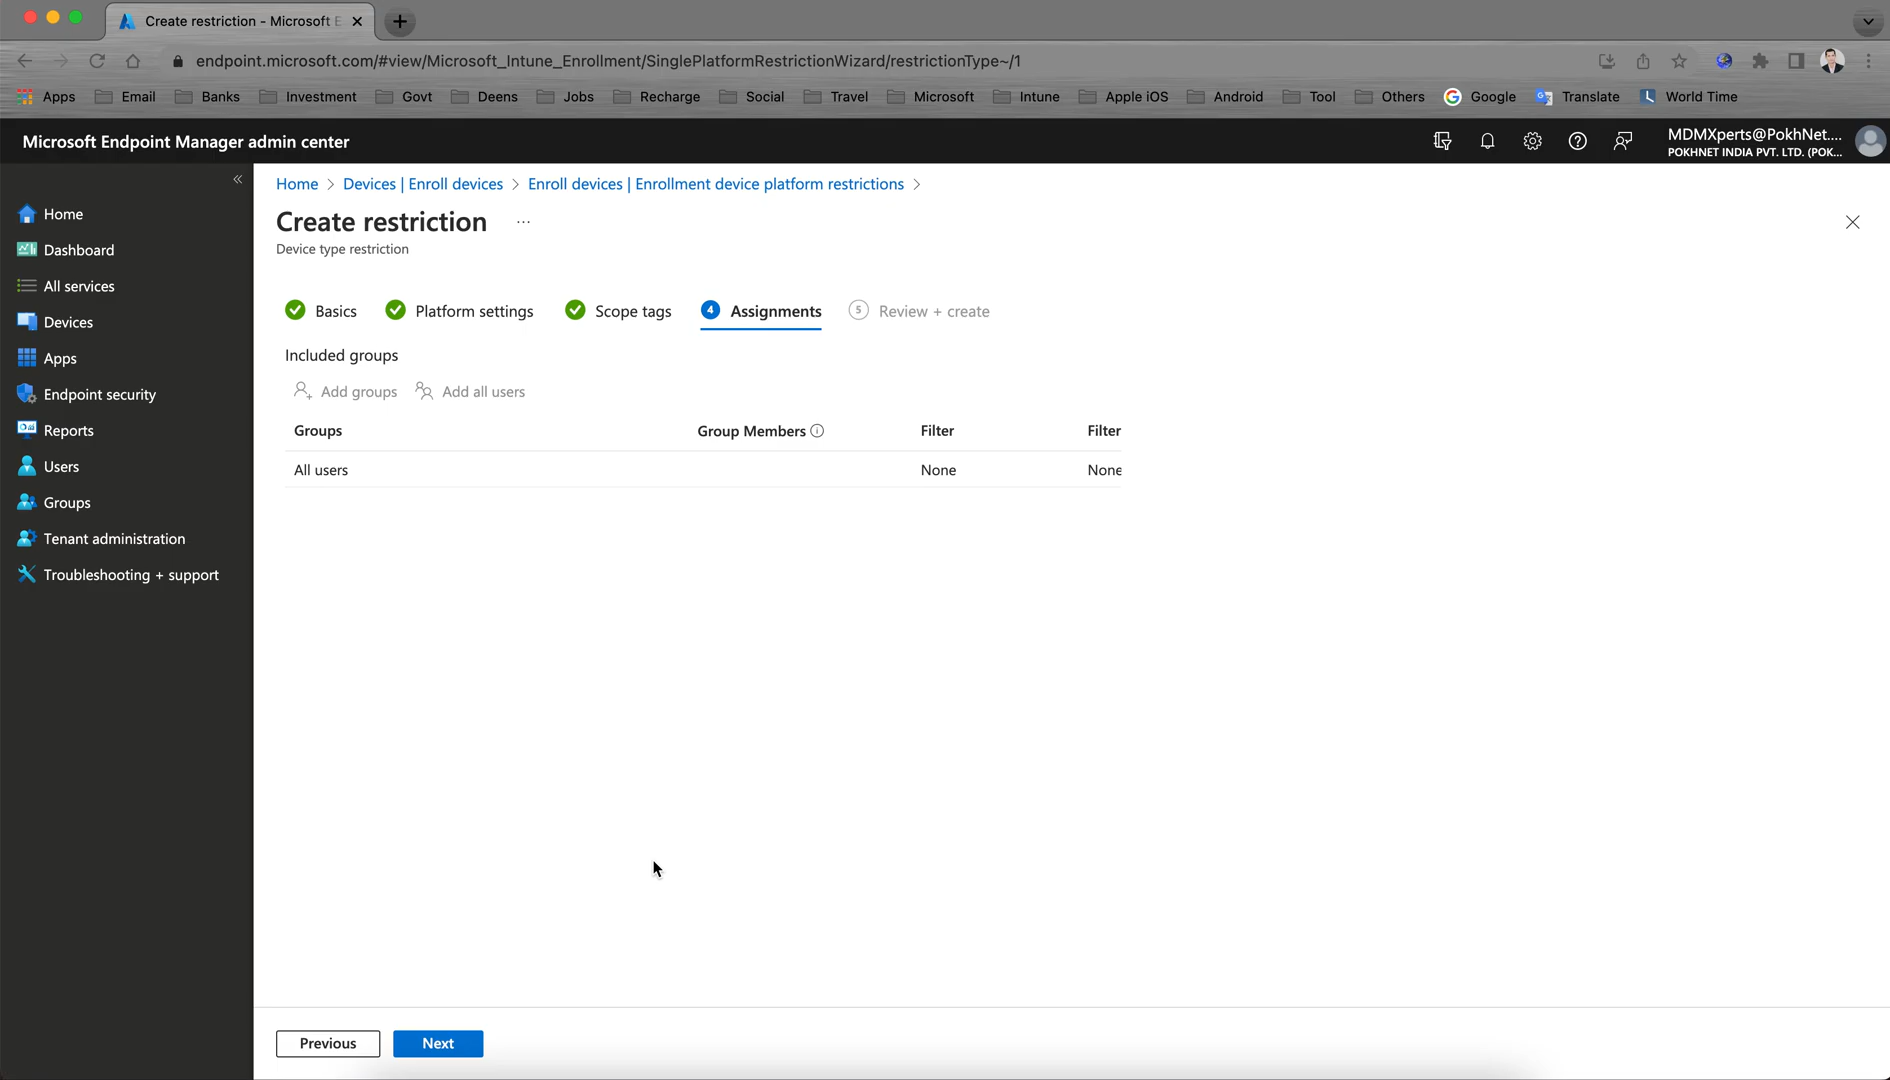 Create restriction - Microsoft E
endpoint.microsoft.com/#view/Microsoft_Intune_Enrollment/SinglePlatformRestrictionWizard/restrictionType~/1
Apps Email Banks Investment Govt Deens Jobs Recharge Social Travel Microsoft Intune Apple iOS Android Tool Others Google Translate World Time
Microsoft Endpoint Manager admin center
MDMXperts@PokhNet....
POKHNET INDIA PVT. LTD. (POK...
Home > Devices | Enroll devices > Enroll devices | Enrollment device platform restrictions >
Create restriction ...
Device type restriction
Home
Dashboard
All services
Devices
Apps
Endpoint security
Reports
Users
Groups
Tenant administration
Troubleshooting + support
Basics Platform settings Scope tags 4 Assignments 5 Review + create
Included groups
Add groups Add all users
Groups Group Members Filter Filter
All users None None
Previous Next